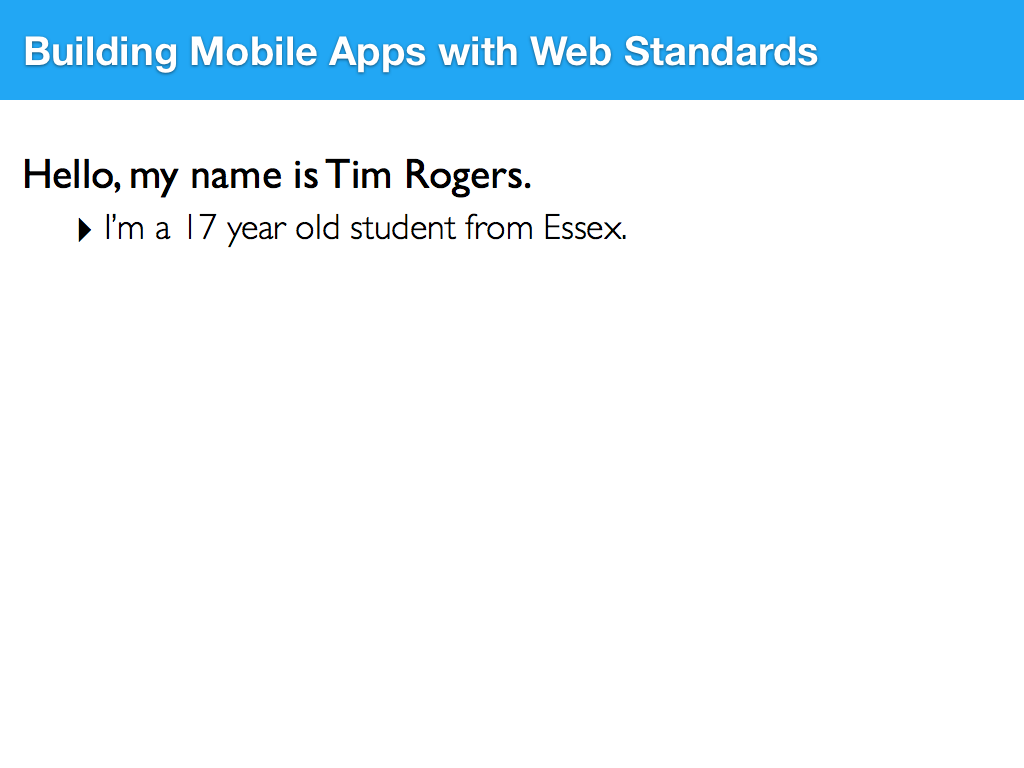 Building Mobile Apps with Web Standards
Hello, my name is Tim Rogers.
‣ I’m a 17 year old student from Essex.